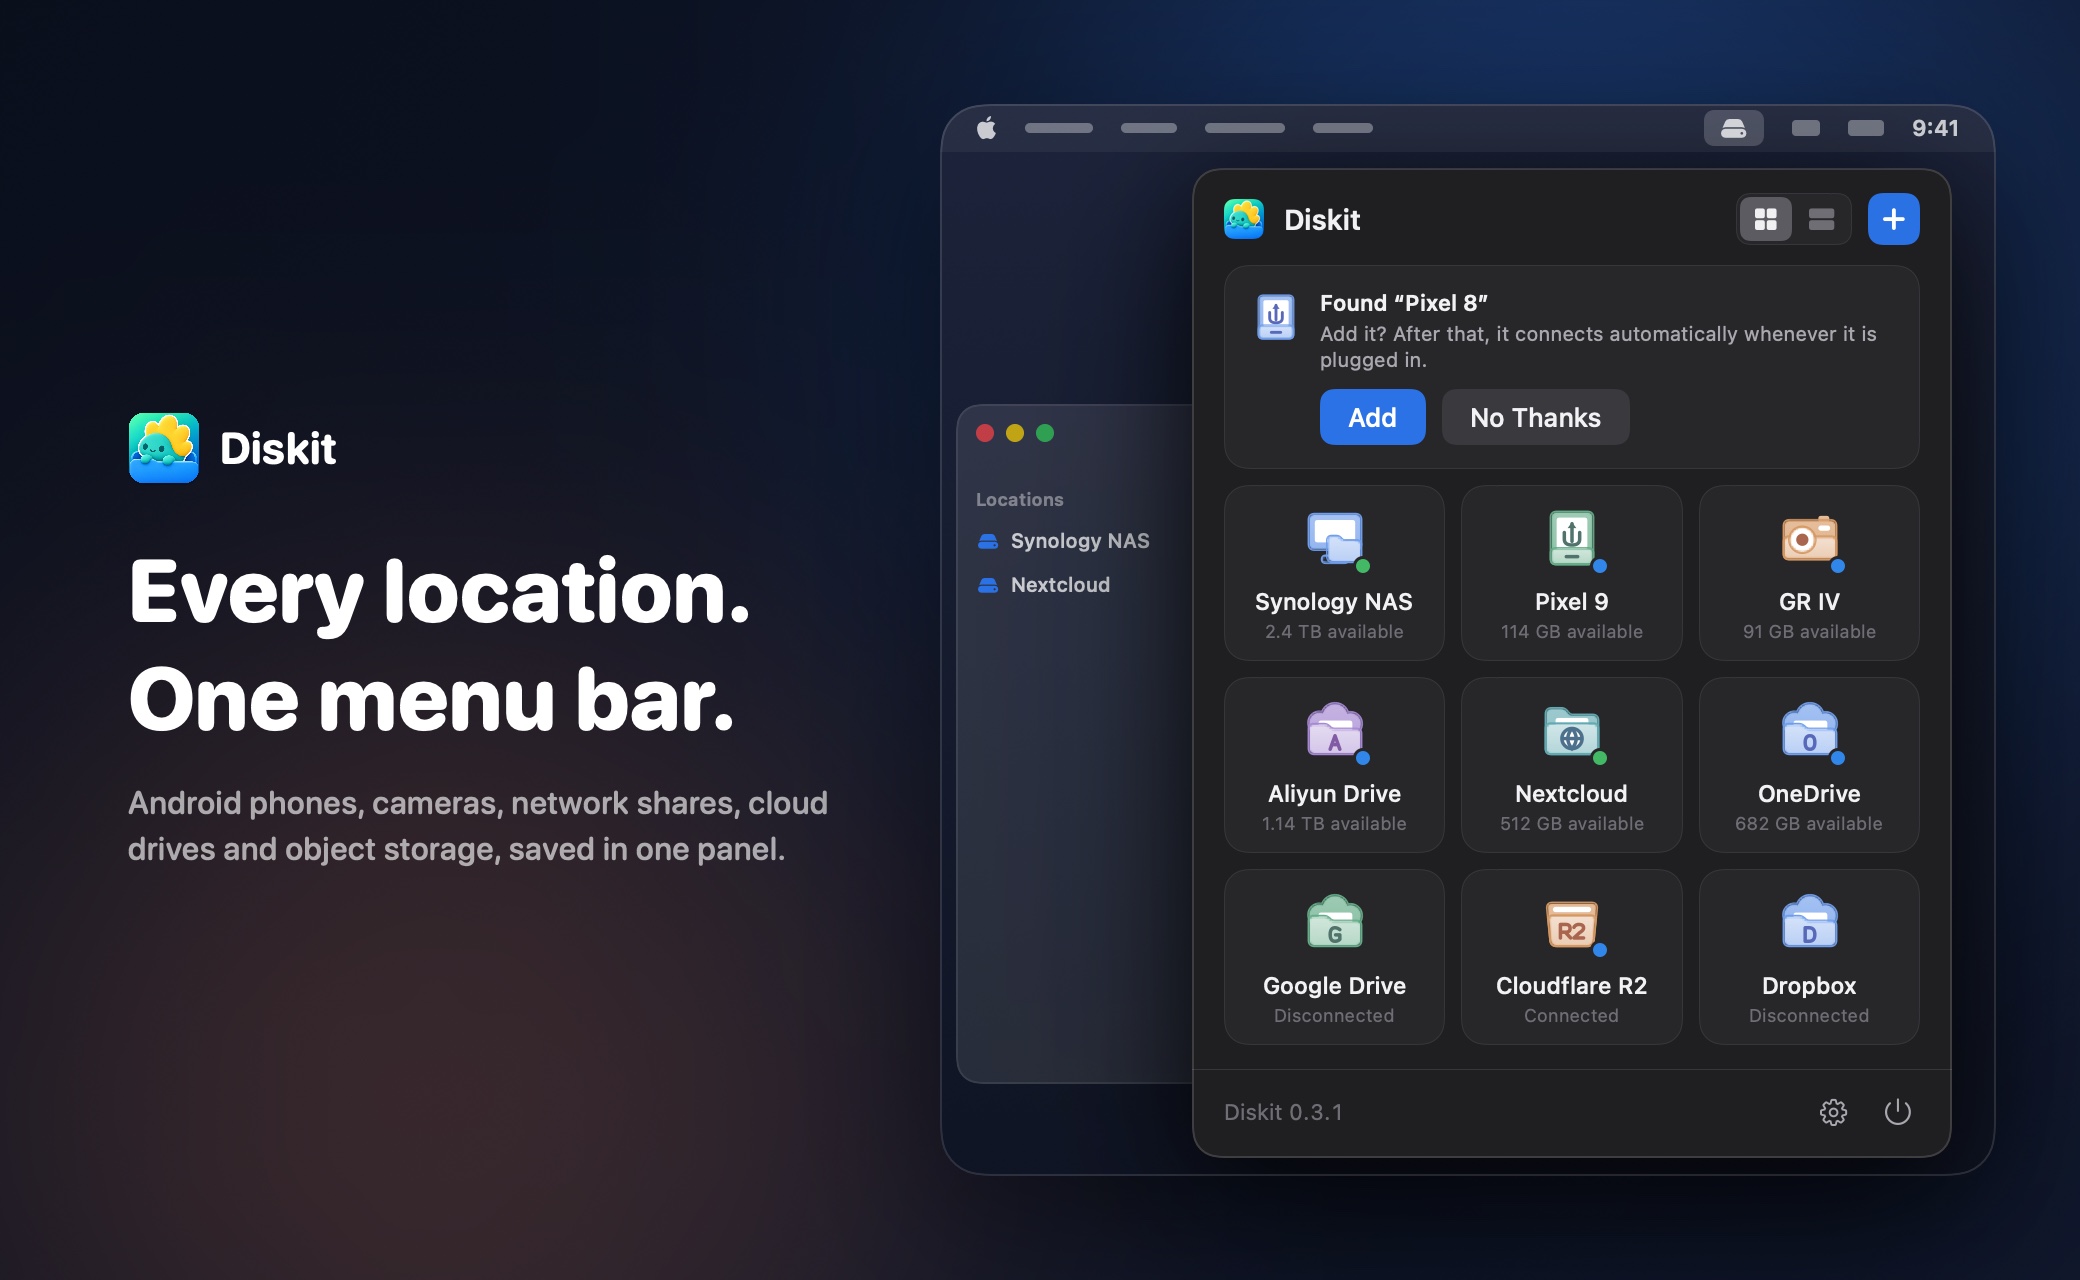 Diskit
Every location.
One menu bar.
Android phones, cameras, network shares, cloud
drives and object storage, saved in one panel.
9:41
Locations
Synology NAS
Nextcloud
Diskit
Found “Pixel 8”
Add it? After that, it connects automatically whenever it is
plugged in.
Add
No Thanks
Synology NAS
2.4 TB available
Pixel 9
114 GB available
GR IV
91 GB available
A
Aliyun Drive
1.14 TB available
Nextcloud
512 GB available
O
OneDrive
682 GB available
G
Google Drive
Disconnected
R2
Cloudflare R2
Connected
D
Dropbox
Disconnected
Diskit 0.3.1